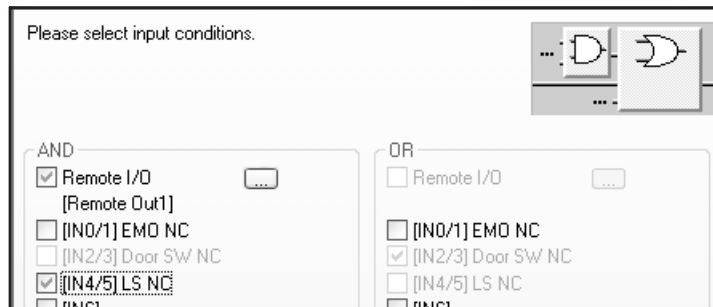 Please select input conditions.
AND
Remote I/O
...
[Remote Out1]
[IN0/1] EMO NC
[IN2/3] Door SW NC
[IN4/5] LS NC
OR
Remote I/O
...
[IN0/1] EMO NC
[IN2/3] Door SW NC
[IN4/5] LS NC